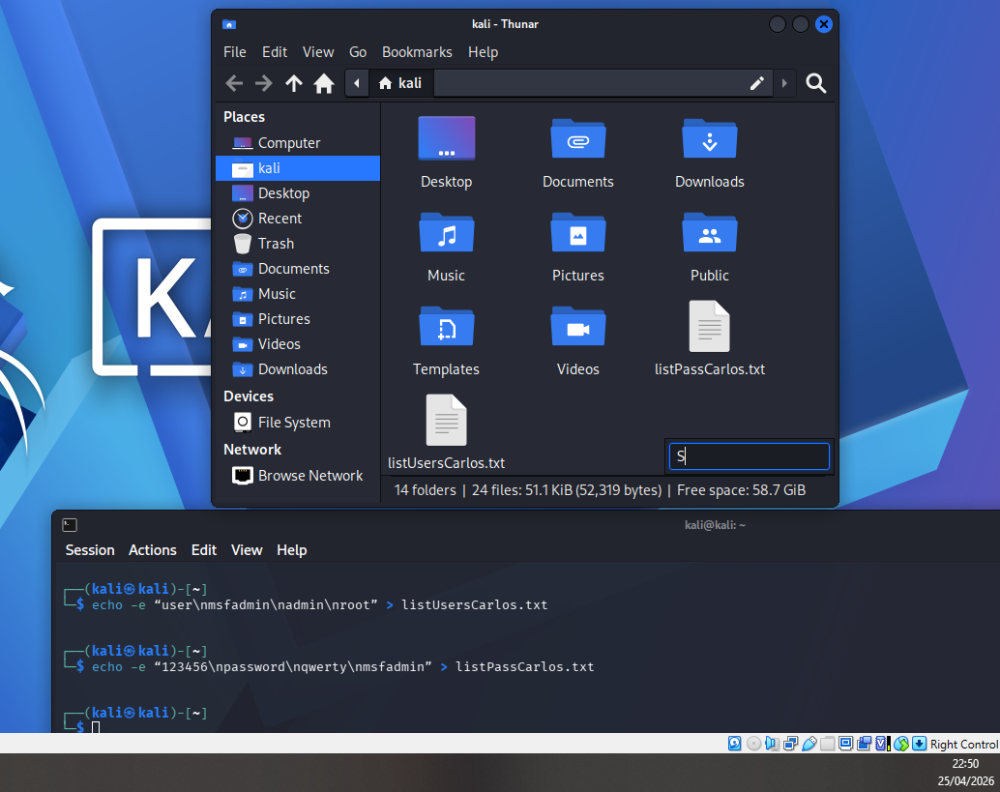 kali - Thunar
File Edit View Go Bookmarks Help
kali
Places
Computer
kali
Desktop
Recent
Trash
Documents
Music
Pictures
Videos
Downloads
Devices
File System
Network
Browse Network
Desktop Documents Downloads
Music Pictures Public
Templates Videos listPassCarlos.txt
listUsersCarlos.txt
S
14 folders | 24 files: 51.1 KiB (52,319 bytes) | Free space: 58.7 GiB
K
kali@kali: ~
Session Actions Edit View Help
┌──(kali㉿kali)-[~]
└─$ echo -e “user\nmsfadmin\nadmin\nroot” > listUsersCarlos.txt
┌──(kali㉿kali)-[~]
└─$ echo -e “123456\npassword\nqwerty\nmsfadmin” > listPassCarlos.txt
┌──(kali㉿kali)-[~]
└─$
Right Control
22:50
25/04/2026